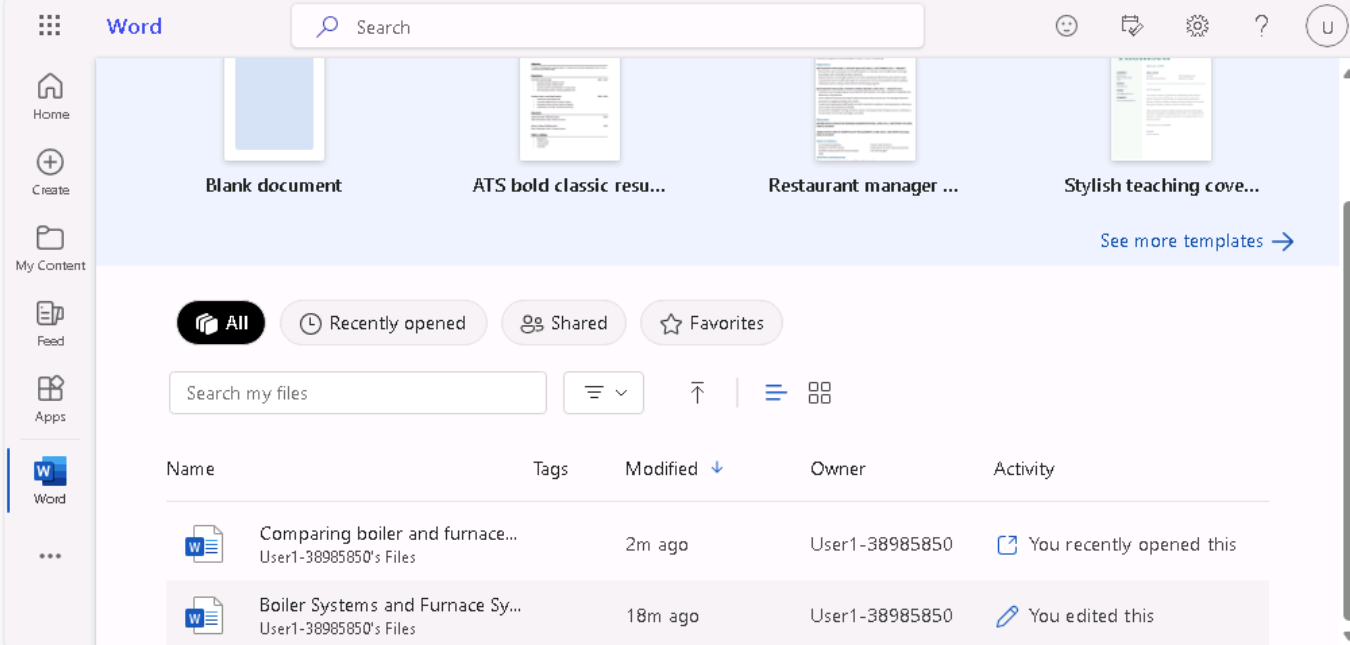 Word
Search
U
Home
Create
My Content
Feed
Apps
Word
Blank document
ATS bold classic resu...
Restaurant manager ...
Stylish teaching cove...
See more templates
All
Recently opened
Shared
Favorites
Search my files
Name Tags Modified Owner Activity
Comparing boiler and furnace...
User1-38985850's Files
2m ago User1-38985850 You recently opened this
Boiler Systems and Furnace Sy...
User1-38985850's Files
18m ago User1-38985850 You edited this